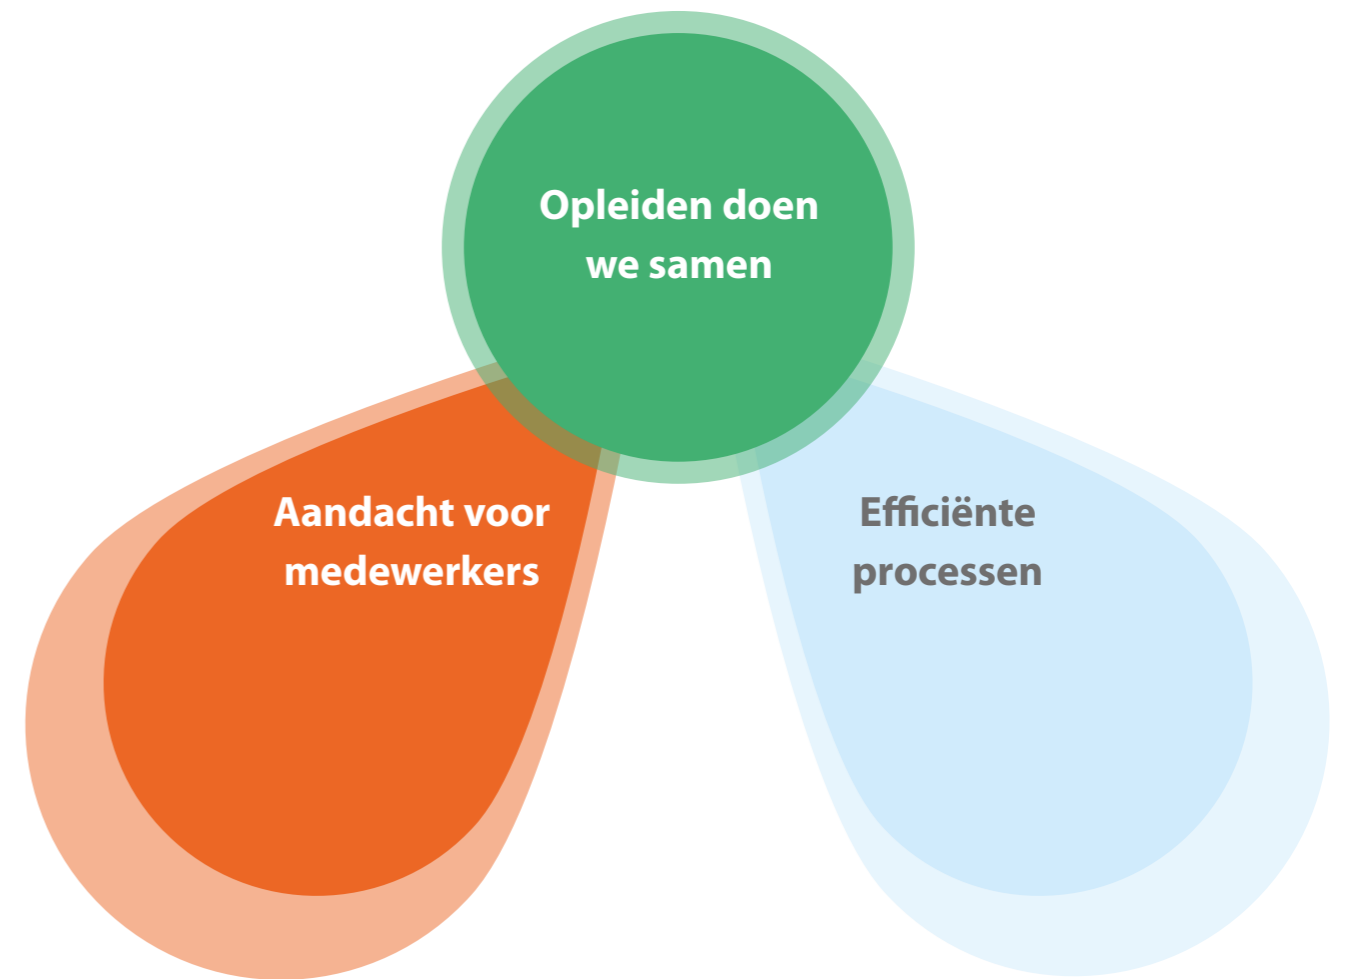 Opleiden doen
we samen
Aandacht voor
medewerkers
Efficiënte
processen